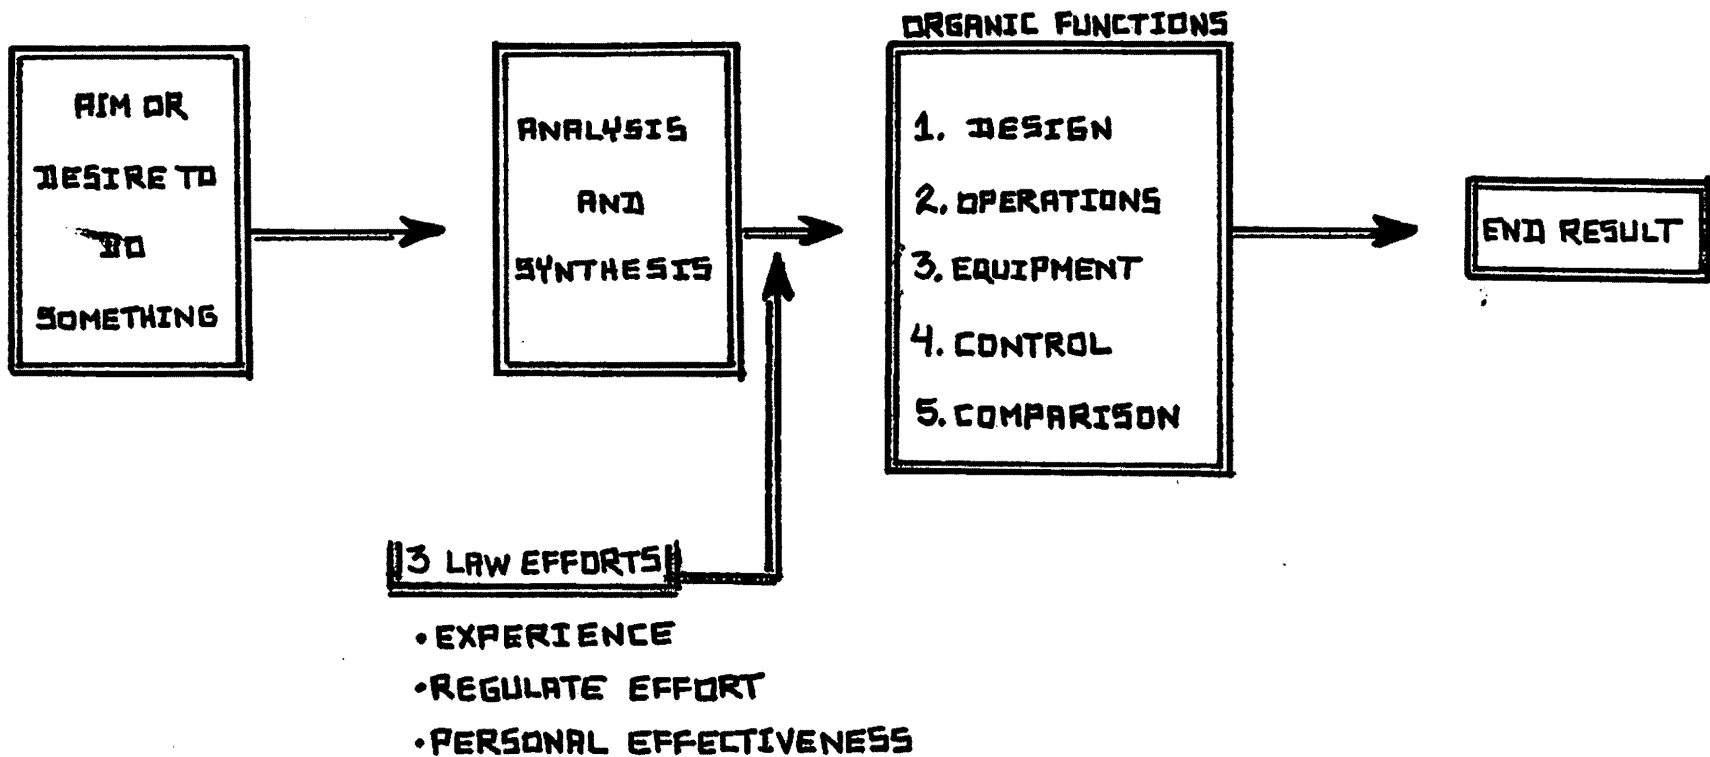 AIM OR
DESIRE TO
DO
SOMETHING
ANALYSIS
AND
SYNTHESIS
ORGANIC FUNCTIONS
1. DESIGN
2. OPERATIONS
3. EQUIPMENT
4. CONTROL
5. COMPARISON
END RESULT
3 LAW EFFORTS
• EXPERIENCE
• REGULATE EFFORT
• PERSONAL EFFECTIVENESS